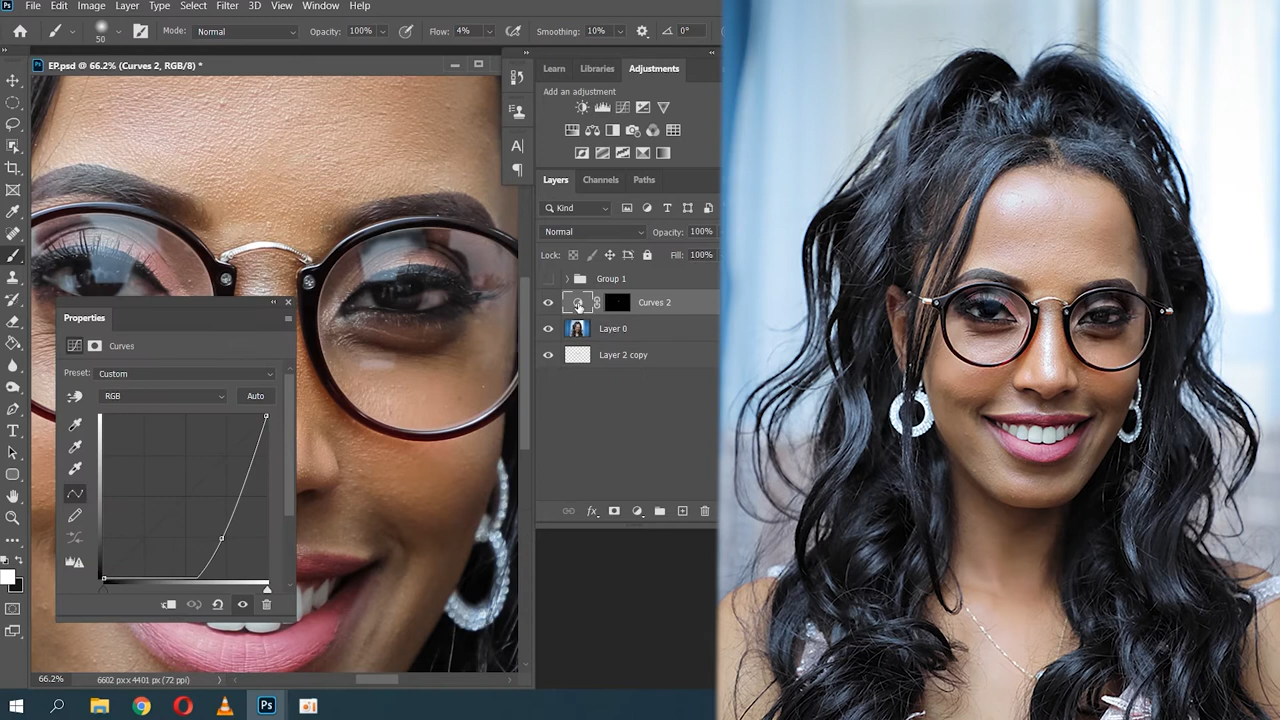 Ps File Edit Image Layer Type Select Filter 3D View Window Help
50 Mode: Normal Opacity: 100% Flow: 4% Smoothing: 10% 0°
Ps EP.psd @ 66.2% (Curves 2, RGB/8) *
Learn Libraries Adjustments
Add an adjustment
Layers Channels Paths
Kind
Normal Opacity: 100%
Lock: Fill: 100%
Group 1
Curves 2
Layer 0
Layer 2 copy
Properties
Curves
Preset: Custom
RGB Auto
66.2% 6602 px x 4401 px (72 ppi)
Ps